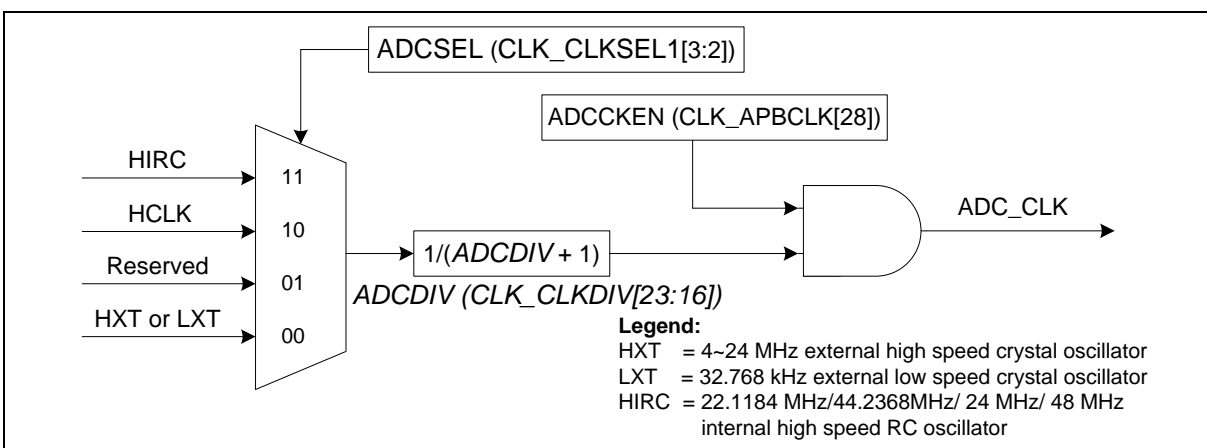 ADCSEL (CLK_CLKSEL1[3:2])
ADCCKEN (CLK_APBCLK[28])
HIRC
11
HCLK
10
Reserved
01
HXT or LXT
00
1/(ADCDIV + 1)
ADCDIV (CLK_CLKDIV[23:16])
ADC_CLK
Legend:
HXT = 4~24 MHz external high speed crystal oscillator
LXT = 32.768 kHz external low speed crystal oscillator
HIRC = 22.1184 MHz/44.2368MHz/ 24 MHz/ 48 MHz
internal high speed RC oscillator